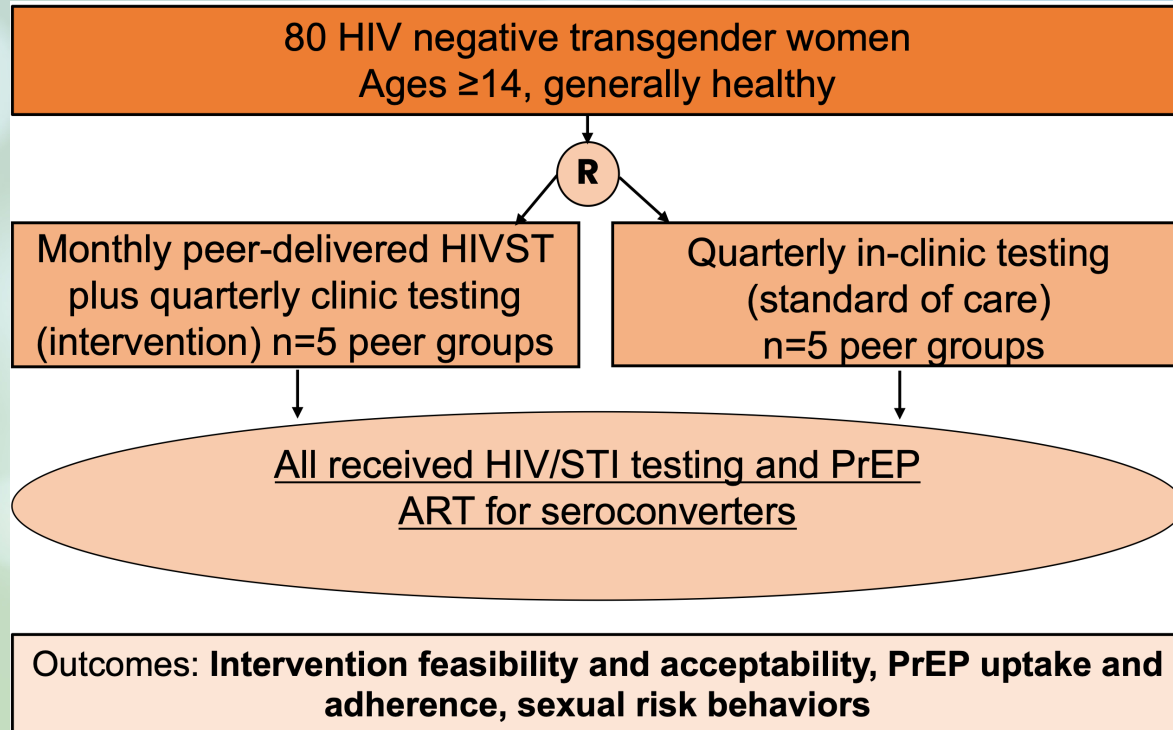 80 HIV negative transgender women
Ages ≥14, generally healthy
R
Monthly peer-delivered HIVST
plus quarterly clinic testing
(intervention) n=5 peer groups
Quarterly in-clinic testing
(standard of care)
n=5 peer groups
All received HIV/STI testing and PrEP
ART for seroconverters
Outcomes: Intervention feasibility and acceptability, PrEP uptake and
adherence, sexual risk behaviors